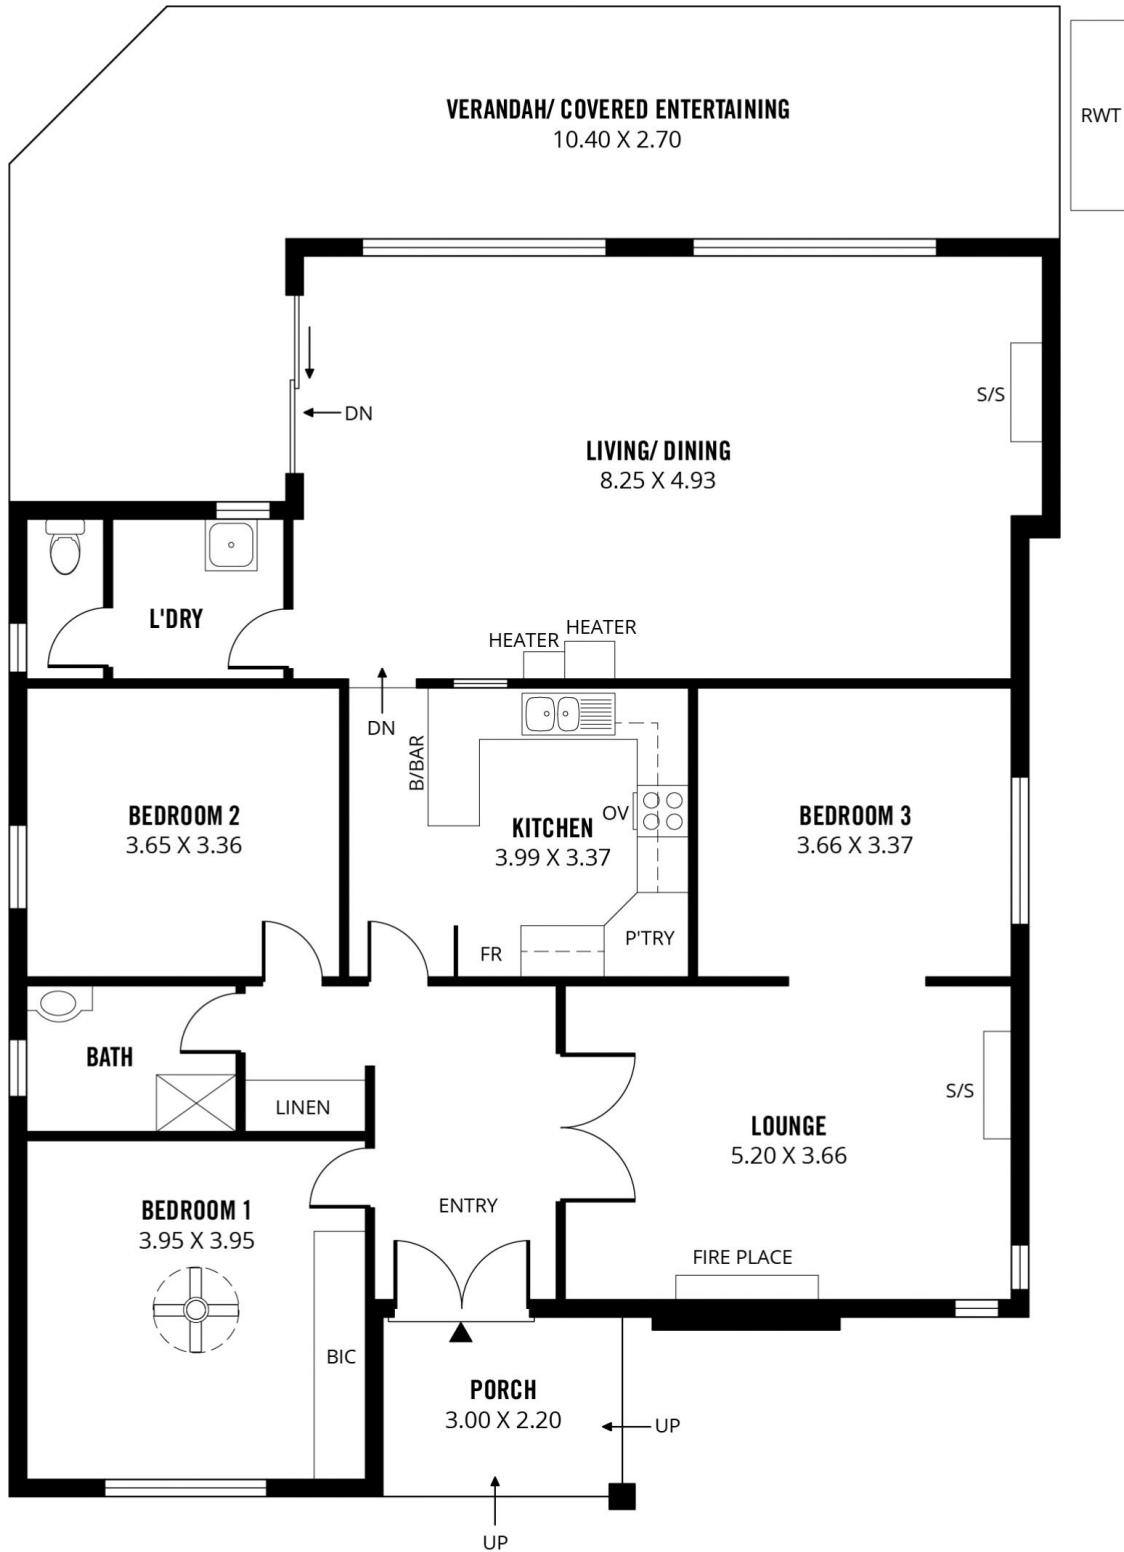 VERANDAH/ COVERED ENTERTAINING
10.40 X 2.70
RWT
S/S
DN
LIVING/ DINING
8.25 X 4.93
L'DRY
HEATER
HEATER
DN
B/BAR
BEDROOM 2
3.65 X 3.36
OV
KITCHEN
3.99 X 3.37
BEDROOM 3
3.66 X 3.37
FR
P'TRY
BATH
LINEN
S/S
LOUNGE
5.20 X 3.66
BEDROOM 1
3.95 X 3.95
ENTRY
FIRE PLACE
BIC
PORCH
3.00 X 2.20
UP
UP